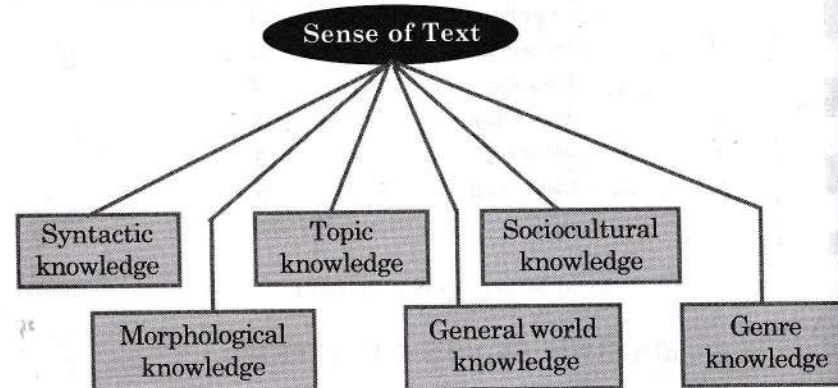 Sense of Text
Syntactic
knowledge
Topic
knowledge
Sociocultural
knowledge
Morphological
knowledge
General world
knowledge
Genre
knowledge